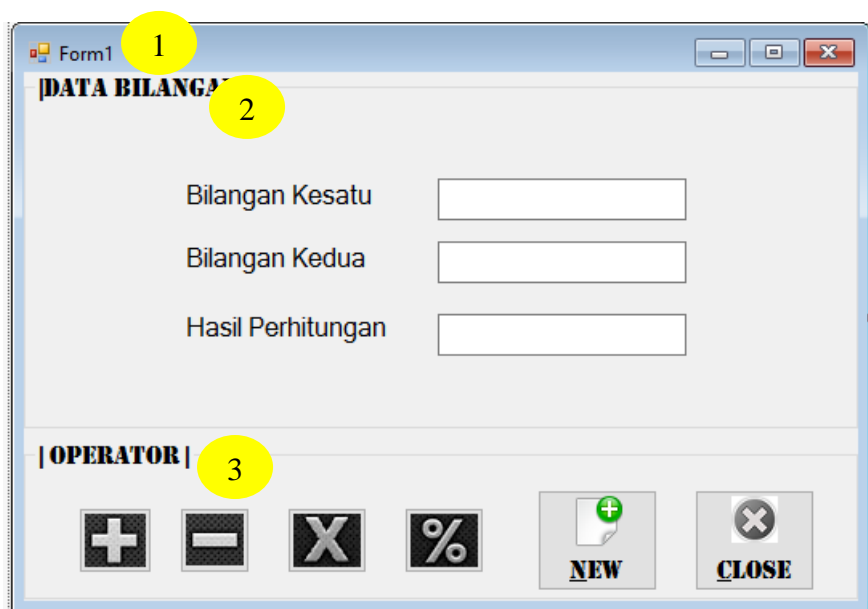 Form1
1
|DATA BILANGA
2
Bilangan Kesatu
Bilangan Kedua
Hasil Perhitungan
| OPERATOR |
3
+ - X %
NEW
CLOSE